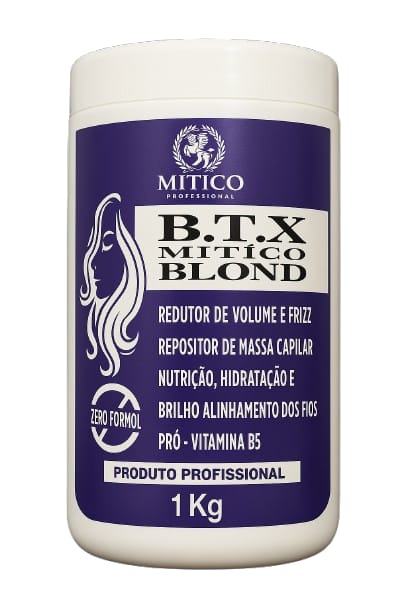 MITICO
PROFESSIONAL
B.T.X
MITÍCO
BLOND
REDUTOR DE VOLUME E FRIZZ
REPOSITOR DE MASSA CAPILAR
NUTRIÇÃO, HIDRATAÇÃO E
BRILHO ALINHAMENTO DOS FIOS
PRÓ - VITAMINA B5
ZERO FORMOL
PRODUTO PROFISSIONAL
1Kg